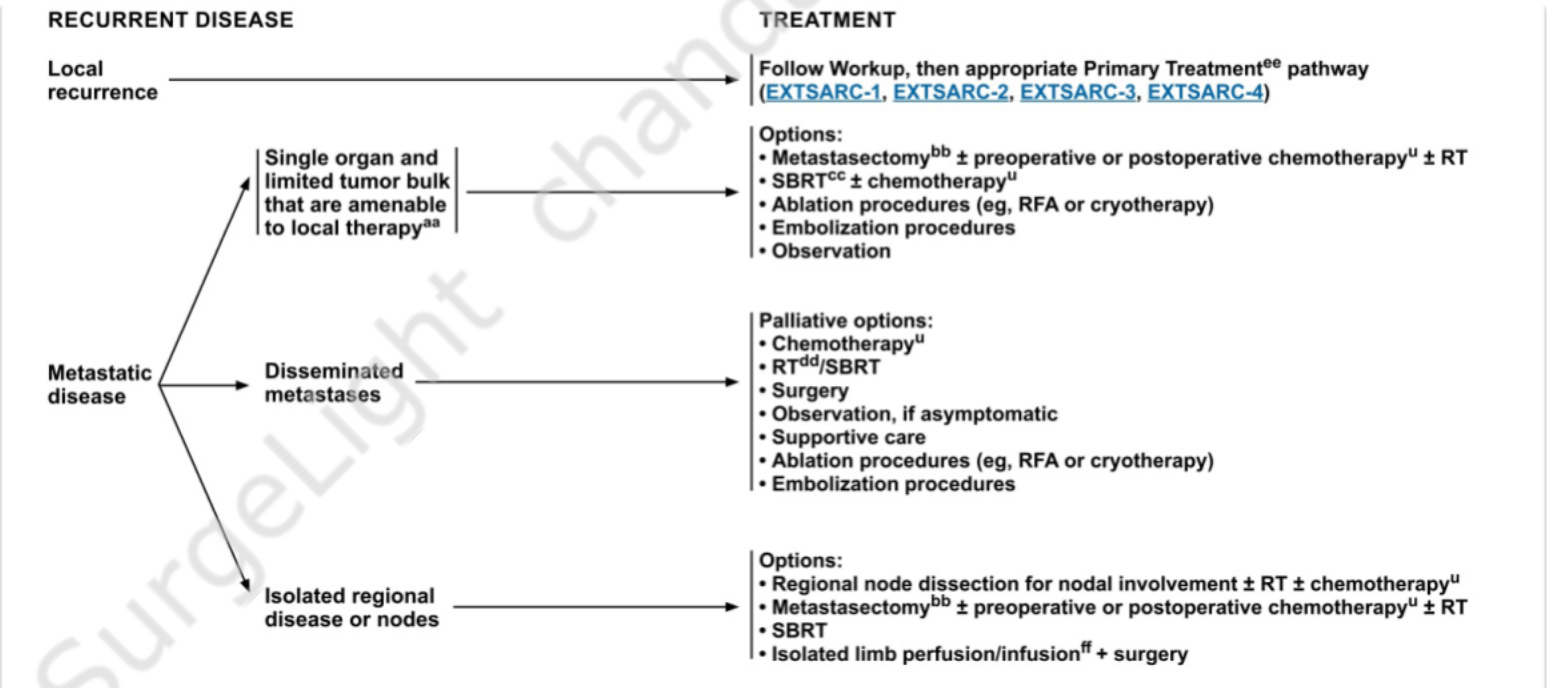 RECURRENT DISEASE
TREATMENT
Local
recurrence
Follow Workup, then appropriate Primary Treatmentee pathway
(EXTSARC-1, EXTSARC-2, EXTSARC-3, EXTSARC-4)
Metastatic
disease
Single organ and
limited tumor bulk
that are amenable
to local therapyaa
Options:
• Metastasectomybb ± preoperative or postoperative chemotherapyu ± RT
• SBRTcc ± chemotherapyu
• Ablation procedures (eg, RFA or cryotherapy)
• Embolization procedures
• Observation
Disseminated
metastases
Palliative options:
• Chemotherapyu
• RTdd/SBRT
• Surgery
• Observation, if asymptomatic
• Supportive care
• Ablation procedures (eg, RFA or cryotherapy)
• Embolization procedures
Isolated regional
disease or nodes
Options:
• Regional node dissection for nodal involvement ± RT ± chemotherapyu
• Metastasectomybb ± preoperative or postoperative chemotherapyu ± RT
• SBRT
• Isolated limb perfusion/infusionff + surgery
SurgeLight